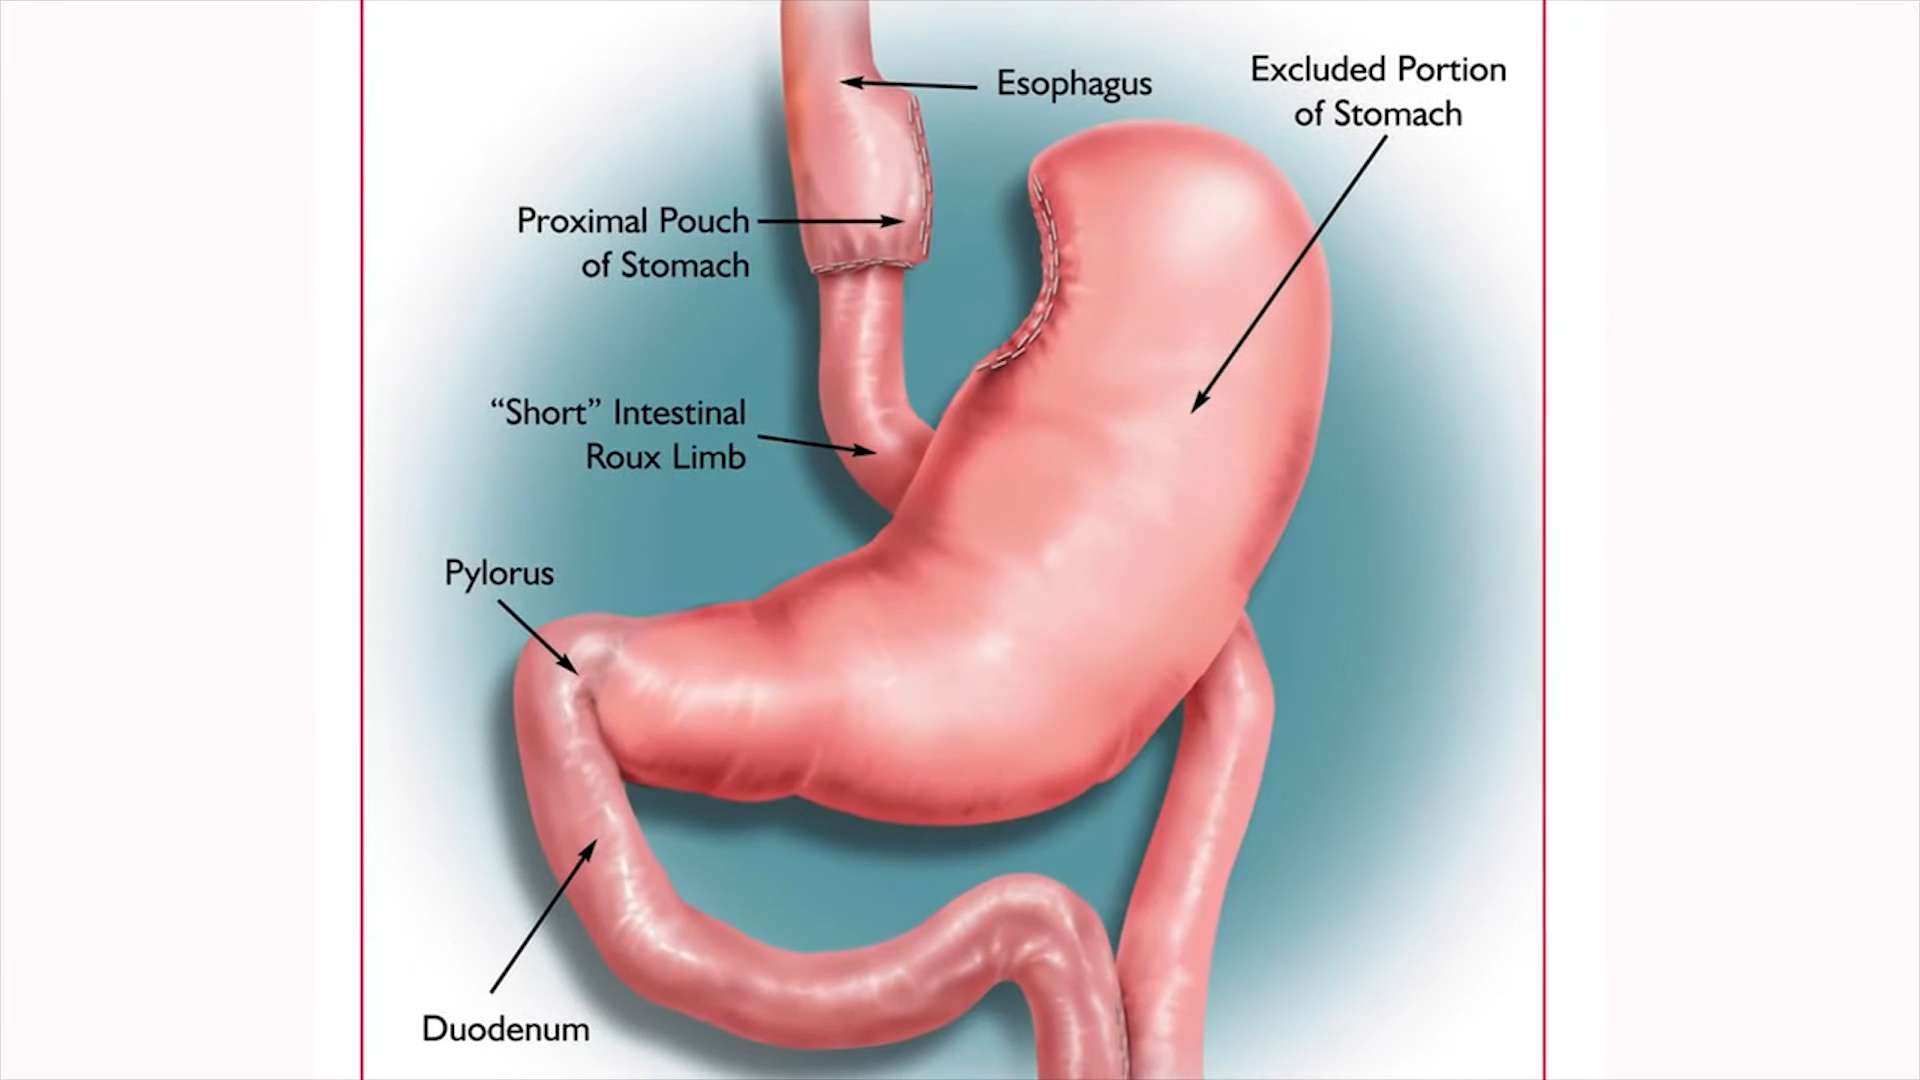 Esophagus
Excluded Portion
of Stomach
Proximal Pouch
of Stomach
“Short” Intestinal
Roux Limb
Pylorus
Duodenum